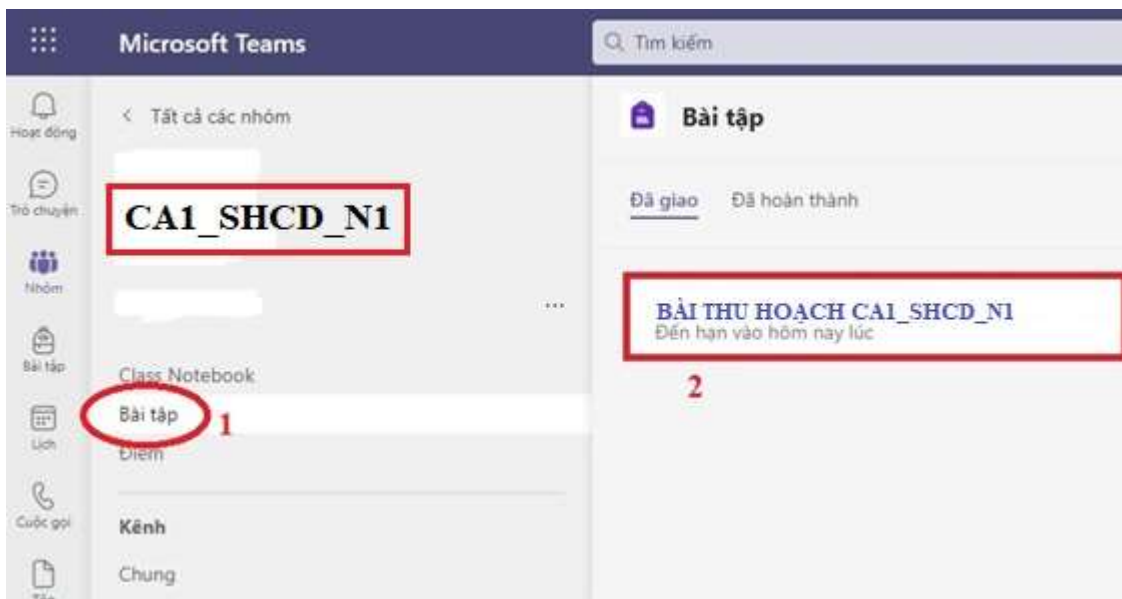 Microsoft Teams
Tìm kiếm
Hoạt động
Trò chuyện
Nhóm
Bài tập
Lịch
Cuộc gọi
Tất cả các nhóm
CA1_SHCD_N1
...
Class Notebook
Bài tập
1
Điểm
Kênh
Chung
Bài tập
Đã giao Đã hoàn thành
BÀI THU HOẠCH CA1_SHCD_N1
Đến hạn vào hôm nay lúc
2